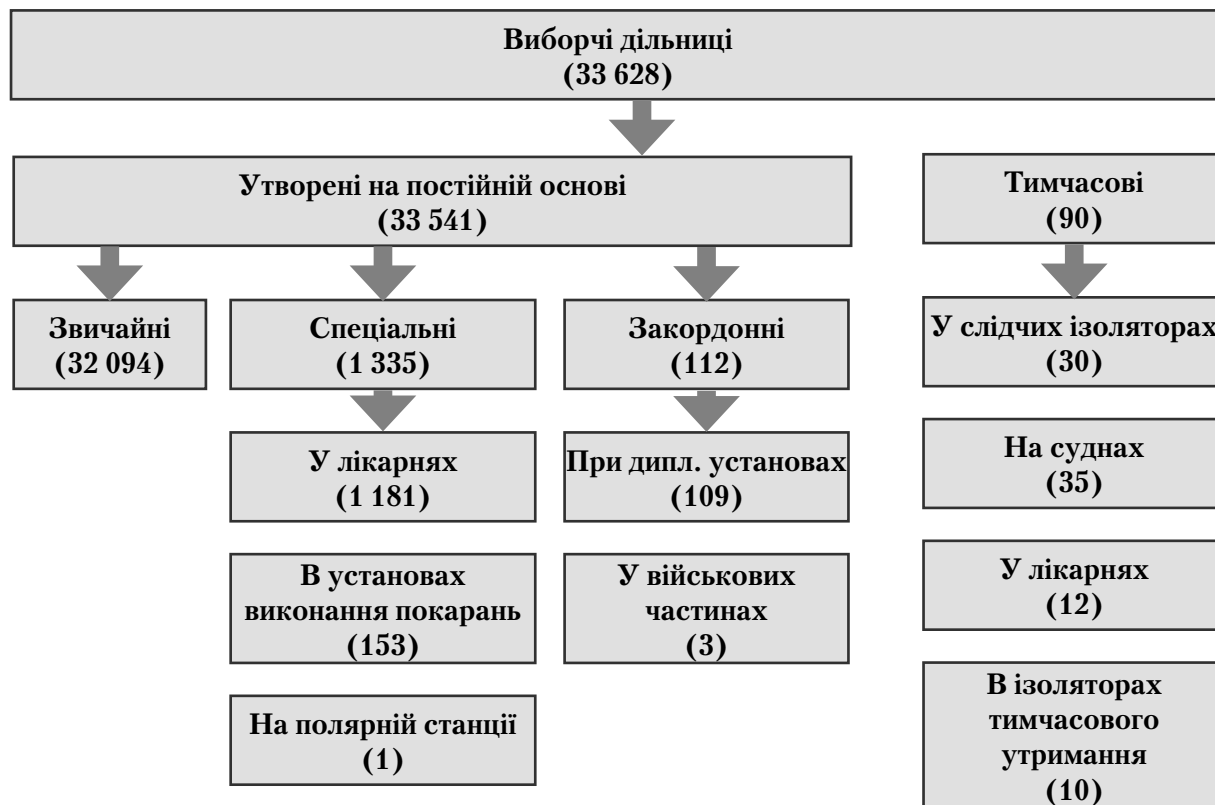 Виборчі дільниці
(33 628)
Утворені на постійній основі
(33 541)
Тимчасові
(90)
Звичайні
(32 094)
Спеціальні
(1 335)
Закордонні
(112)
У слідчих ізоляторах
(30)
У лікарнях
(1 181)
При дипл. установах
(109)
На суднах
(35)
В установах
виконання покарань
(153)
У військових
частинах
(3)
У лікарнях
(12)
На полярній станції
(1)
В ізоляторах
тимчасового
утримання
(10)